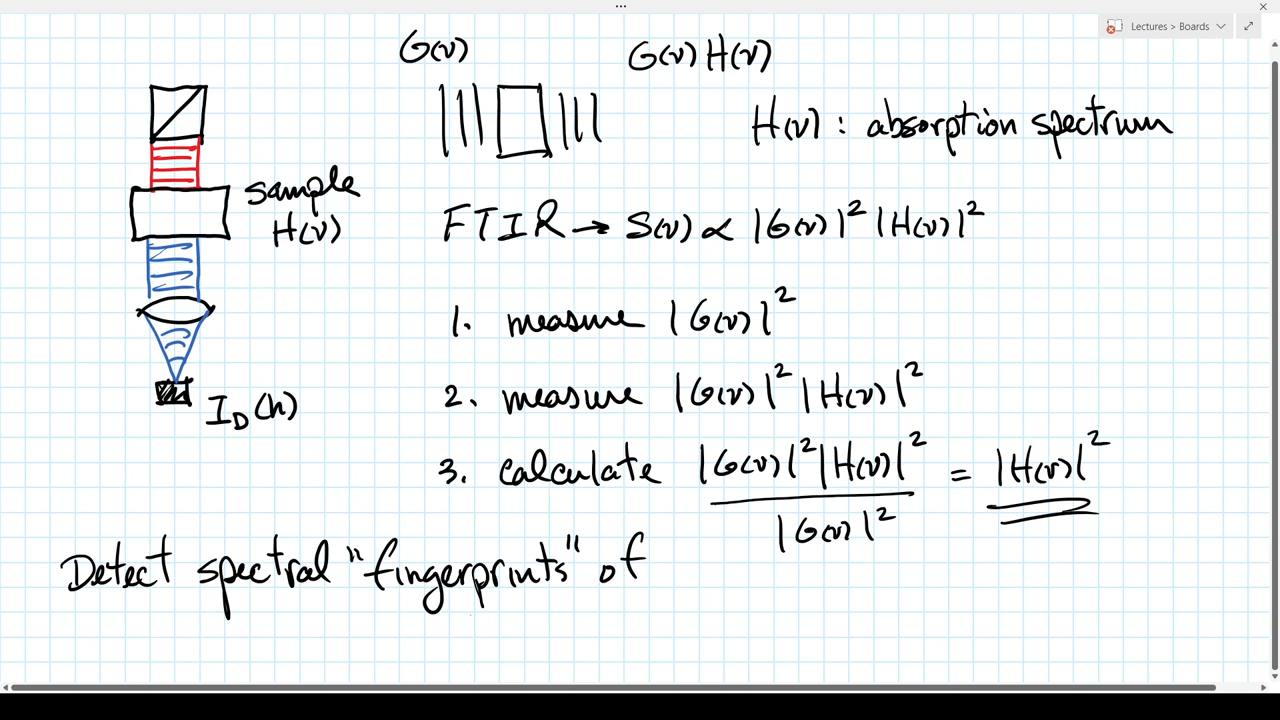 Lectures > Boards
G(ν) G(ν) H(ν)
H(ν) : absorption spectrum
sample
H(ν)
FTIR → S(ν) ∝ |G(ν)|² |H(ν)|²
1. measure |G(ν)|²
2. measure |G(ν)|² |H(ν)|²
I_D(h)
3. calculate |G(ν)|² |H(ν)|² / |G(ν)|² = |H(ν)|²
Detect spectral "fingerprints" of